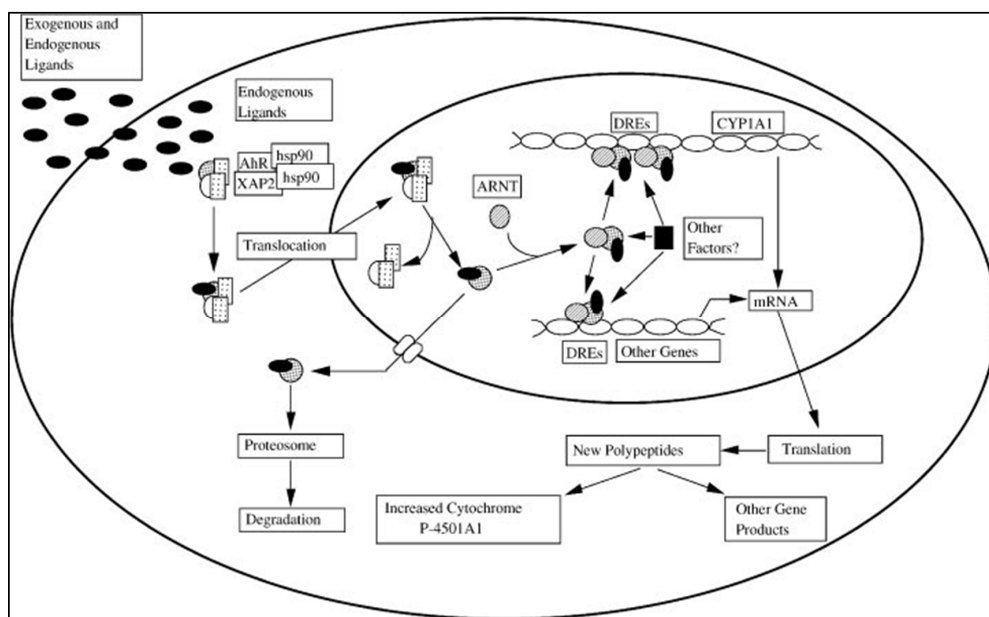 Exogenous and
Endogenous
Ligands
Endogenous
Ligands
AhR
hsp90
XAP2
hsp90
Translocation
ARNT
DREs
CYP1A1
Other
Factors?
mRNA
DREs
Other Genes
Proteosome
Degradation
New Polypeptides
Translation
Increased Cytochrome
P-4501A1
Other Gene
Products